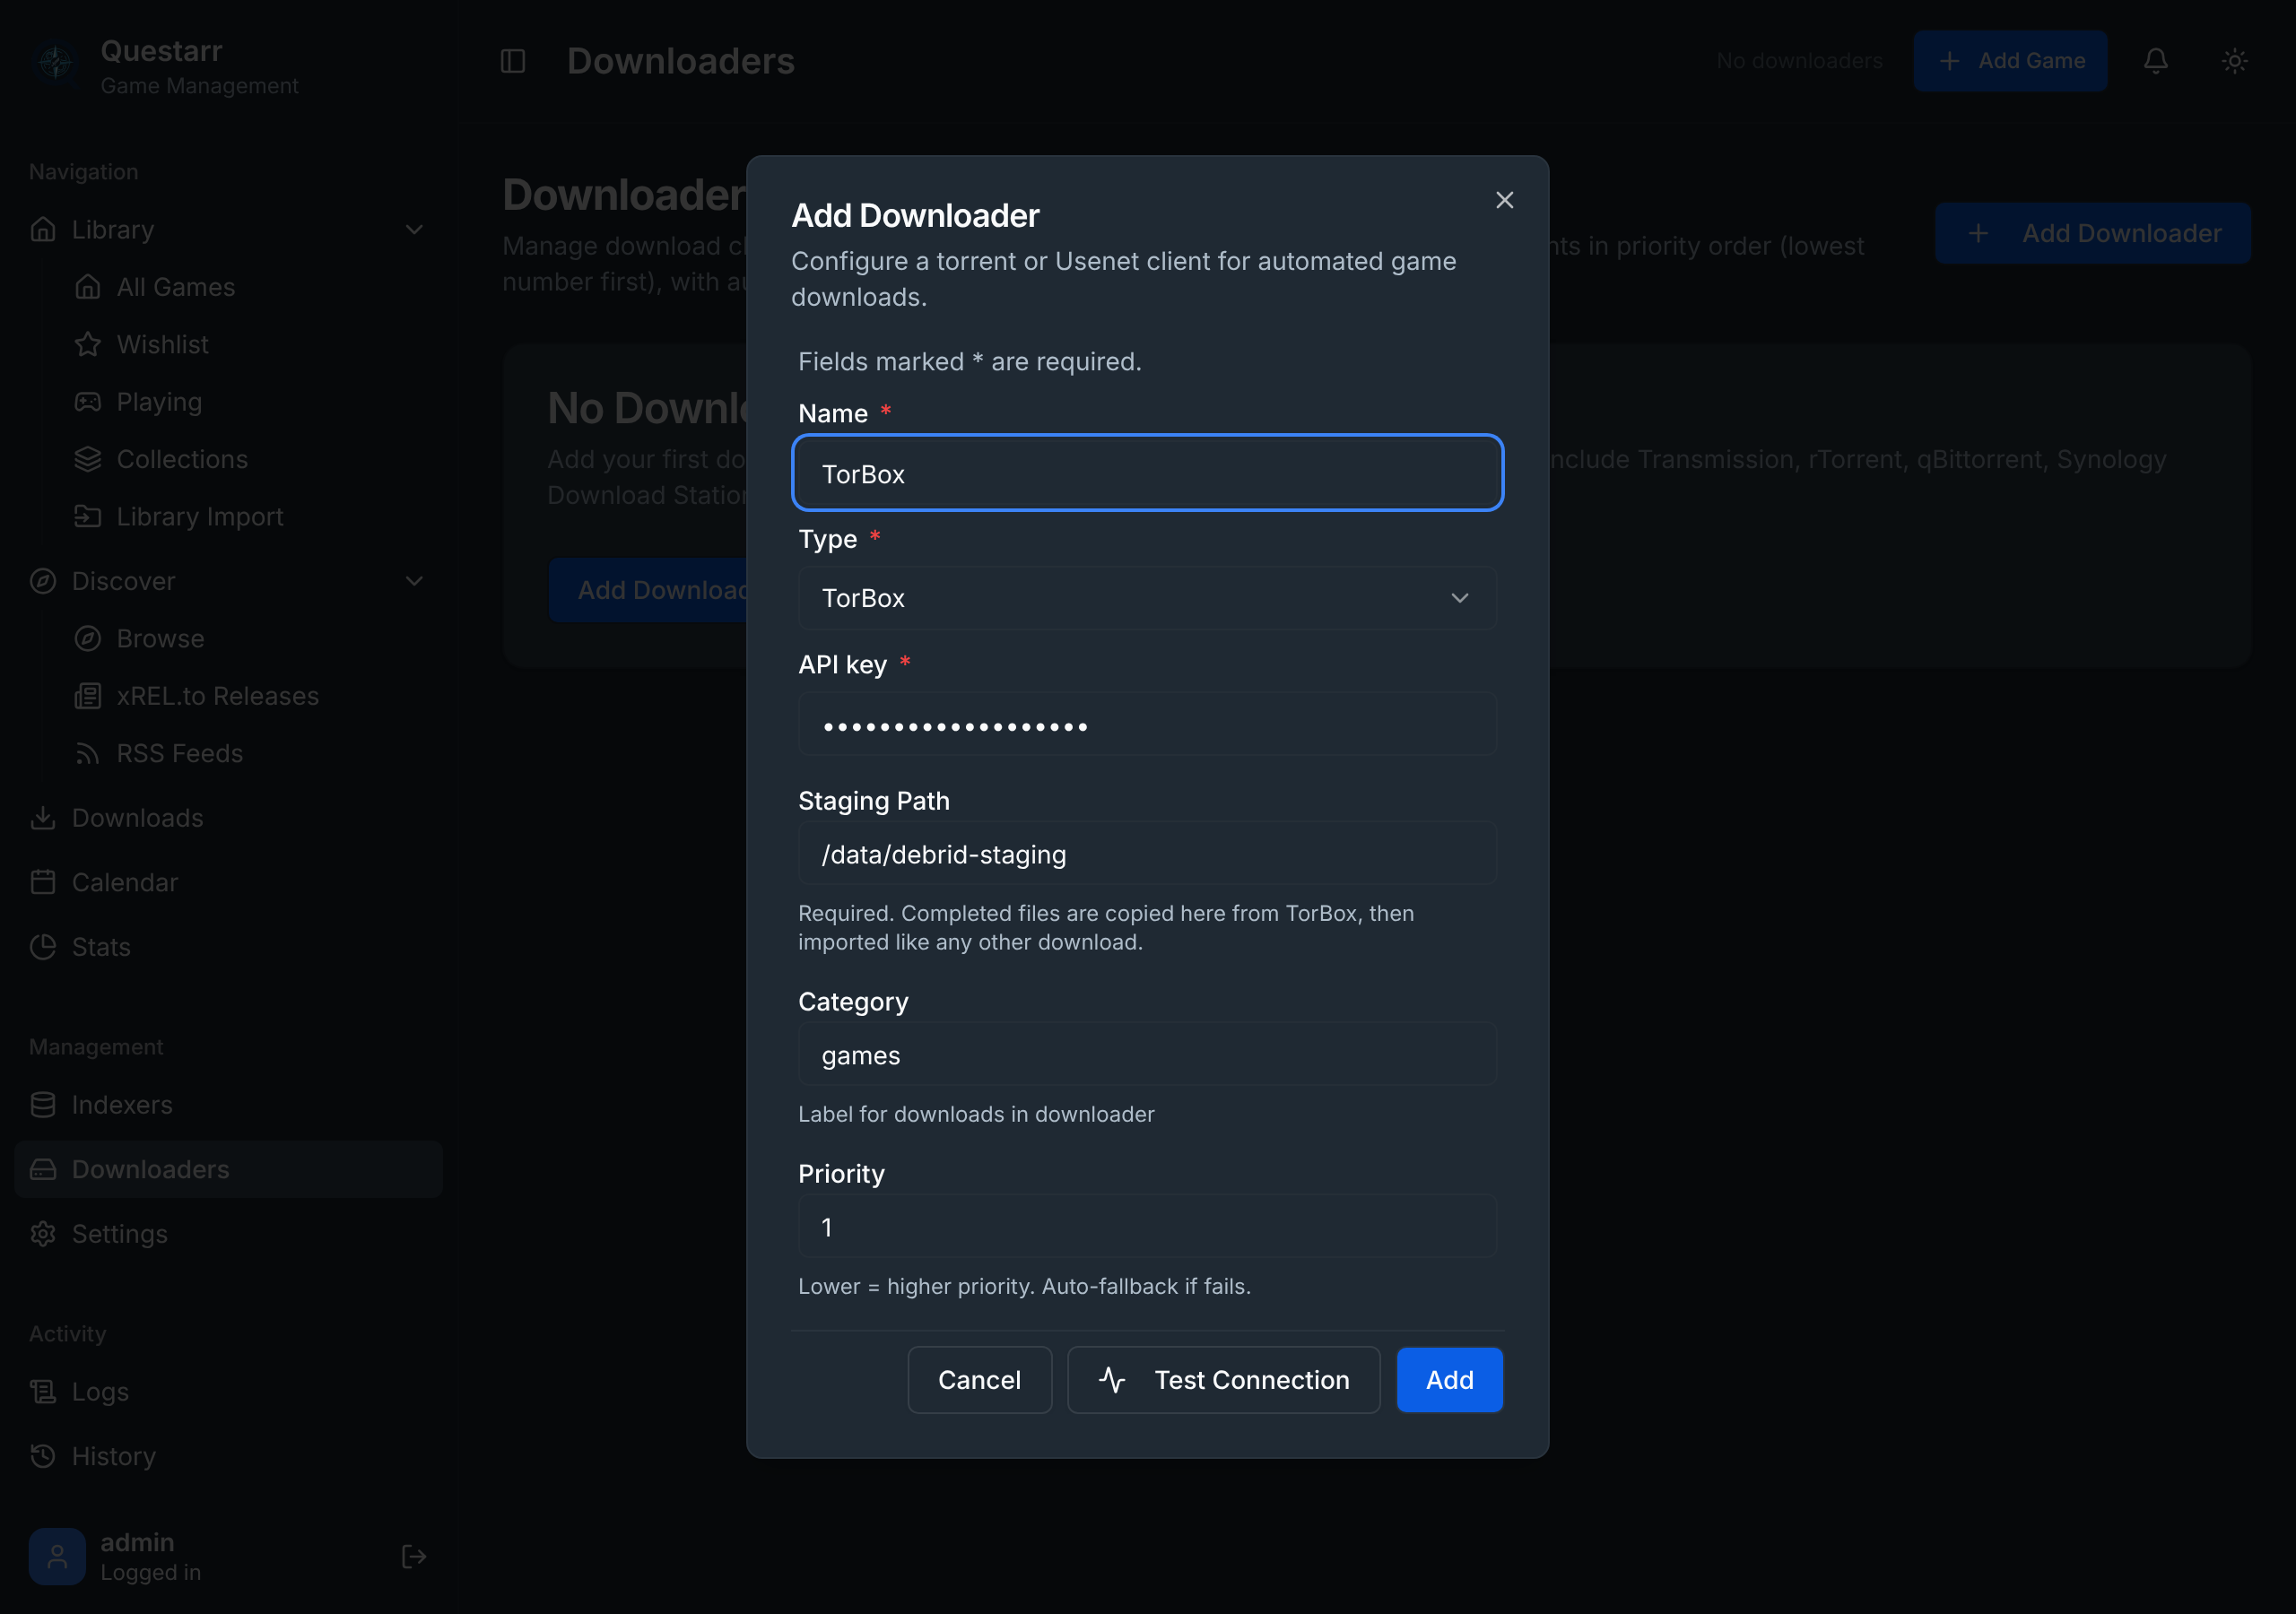 Questarr
Game Management
Navigation
Library
All Games
Wishlist
Playing
Collections
Library Import
Discover
Browse
xREL.to Releases
RSS Feeds
Downloads
Calendar
Stats
Management
Indexers
Downloaders
Settings
Activity
Logs
History
admin
Logged in
Downloaders
No downloaders
+ Add Game
Downloader
Manage download cl
nts in priority order (lowest
number first), with au
+ Add Downloader
No Downl
Add your first do
nclude Transmission, rTorrent, qBittorrent, Synology
Download Station
Add Download
Add Downloader
Configure a torrent or Usenet client for automated game
downloads.
Fields marked * are required.
Name *
TorBox
Type *
TorBox
API key *
•••••••••••••••••••
Staging Path
/data/debrid-staging
Required. Completed files are copied here from TorBox, then
imported like any other download.
Category
games
Label for downloads in downloader
Priority
1
Lower = higher priority. Auto-fallback if fails.
Cancel
Test Connection
Add